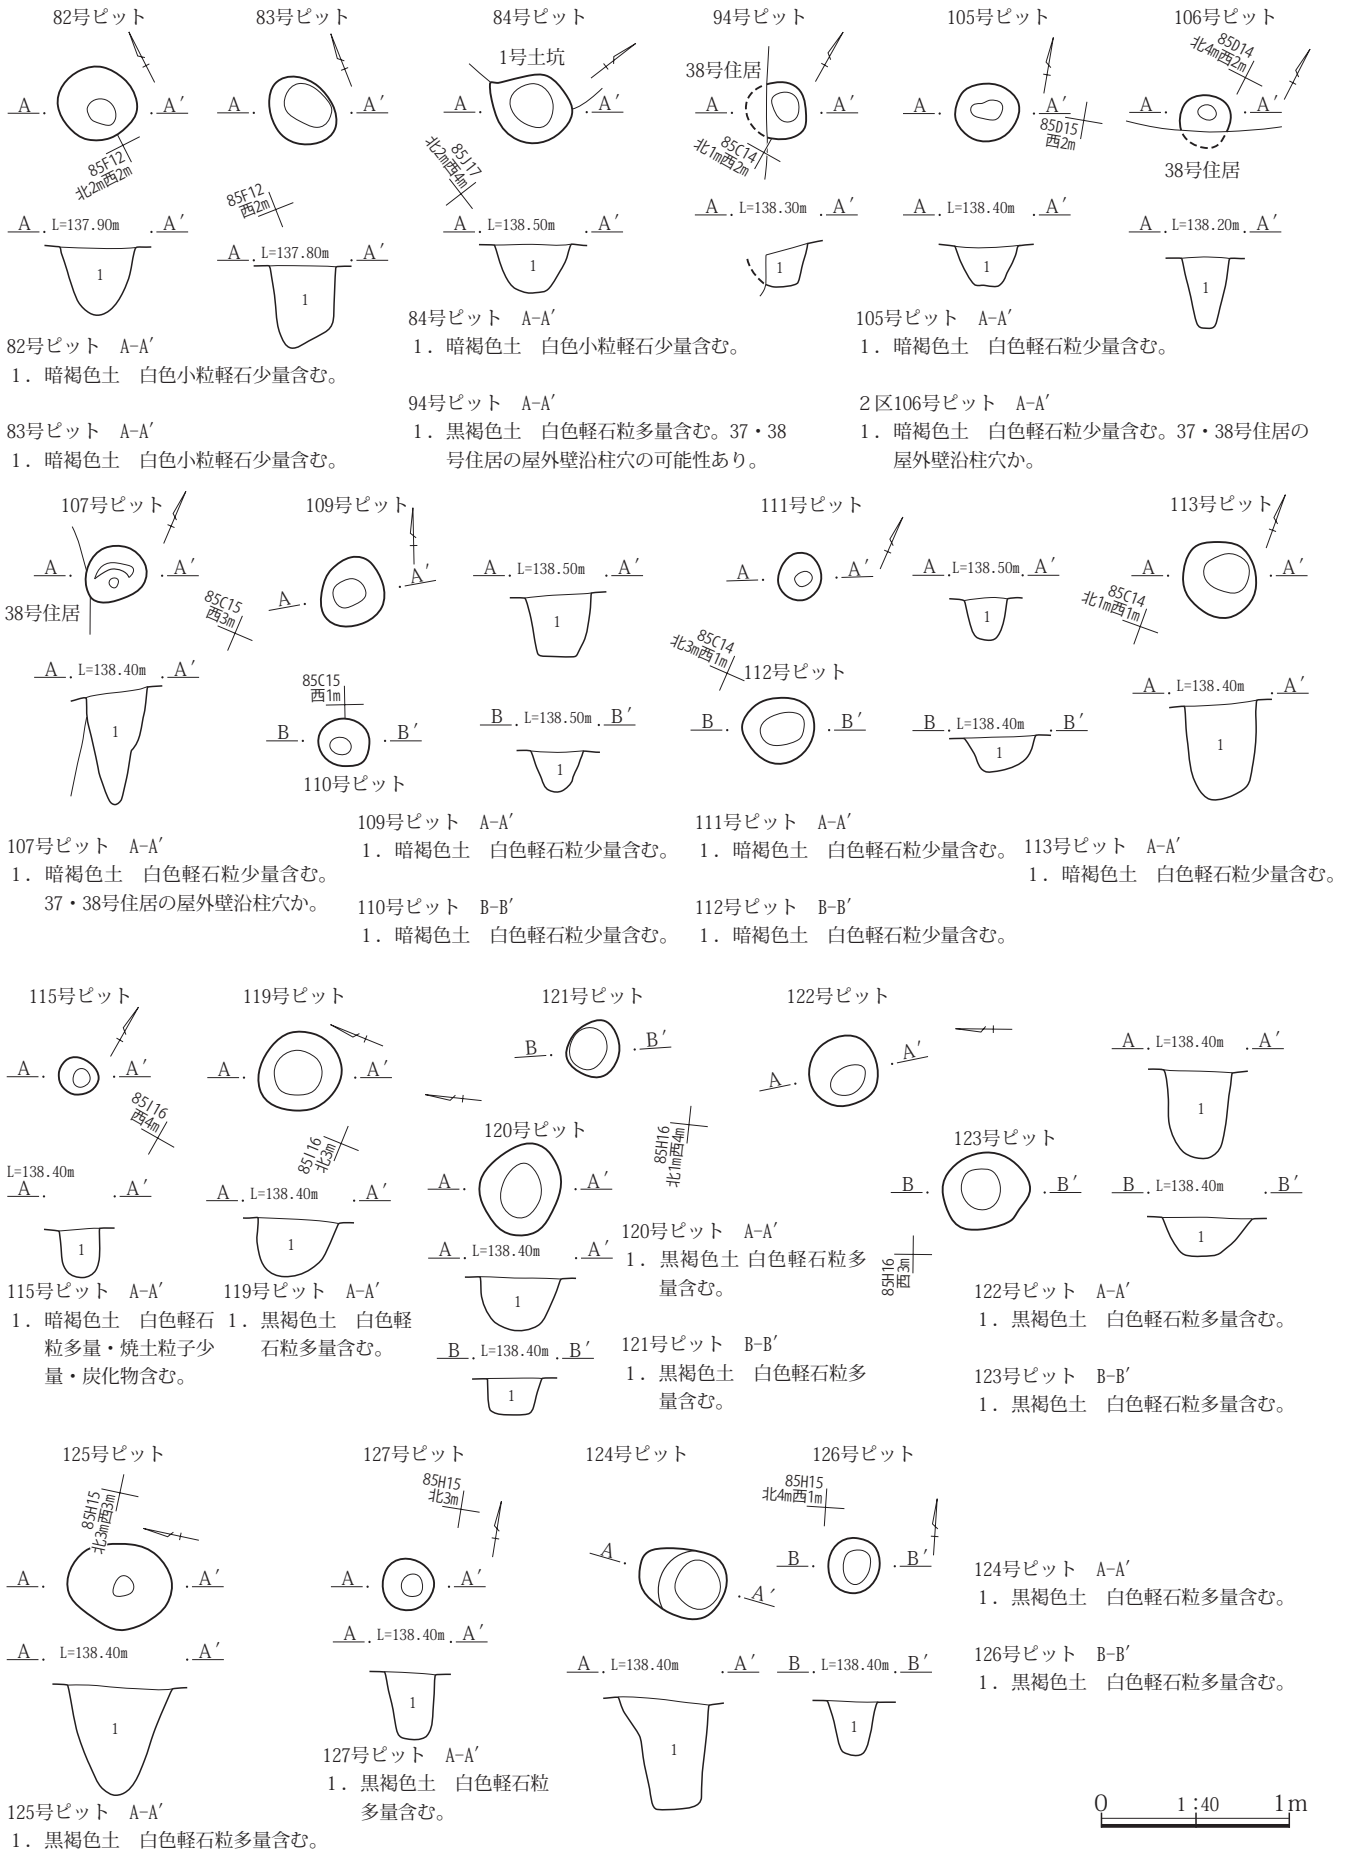 82号ピット
A . . A′
85F12
北2m西2m
A . L=137.90m . A′
1
82号ピット　A-A′
1．暗褐色土　白色小粒軽石少量含む。
83号ピット
A . . A′
85F12
西2m
A . L=137.80m . A′
1
83号ピット　A-A′
1．暗褐色土　白色小粒軽石少量含む。
84号ピット
1号土坑
A . . A′
85J17
北2m西4m
A . L=138.50m . A′
1
84号ピット　A-A′
1．暗褐色土　白色小粒軽石少量含む。
94号ピット
38号住居
A . . A′
85C14
北1m西2m
A . L=138.30m . A′
1
94号ピット　A-A′
1．黒褐色土　白色軽石粒多量含む。37・38
号住居の屋外壁沿柱穴の可能性あり。
105号ピット
A . . A′
85D15
西2m
A . L=138.40m . A′
1
105号ピット　A-A′
1．暗褐色土　白色軽石粒少量含む。
106号ピット
85D14
北4m西2m
A . . A′
38号住居
A . L=138.20m . A′
1
２区106号ピット　A-A′
1．暗褐色土　白色軽石粒少量含む。37・38号住居の
屋外壁沿柱穴か。
107号ピット
A . . A′
38号住居
85C15
西3m
A . L=138.40m . A′
1
107号ピット　A-A′
1．暗褐色土　白色軽石粒少量含む。
37・38号住居の屋外壁沿柱穴か。
109号ピット
A . . A′
A . L=138.50m . A′
1
85C15
西1m
B . . B′
110号ピット
B . L=138.50m . B′
1
109号ピット　A-A′
1．暗褐色土　白色軽石粒少量含む。
110号ピット　B-B′
1．暗褐色土　白色軽石粒少量含む。
111号ピット
A . . A′
A . L=138.50m . A′
1
85C14
北3m西1m
112号ピット
B . . B′
B . L=138.40m . B′
1
111号ピット　A-A′
1．暗褐色土　白色軽石粒少量含む。
112号ピット　B-B′
1．暗褐色土　白色軽石粒少量含む。
113号ピット
A . . A′
85C14
北1m西1m
A . L=138.40m . A′
1
113号ピット　A-A′
1．暗褐色土　白色軽石粒少量含む。
115号ピット
A . . A′
85I16
西4m
L=138.40m
A . . A′
1
115号ピット　A-A′
1．暗褐色土　白色軽石
粒多量・焼土粒子少
量・炭化物含む。
119号ピット
A . . A′
85I16
北3m
A . L=138.40m . A′
1
119号ピット　A-A′
1．黒褐色土　白色軽
石粒多量含む。
121号ピット
B . . B′
120号ピット
85H16
北1m西4m
A . . A′
A . L=138.40m . A′
1
B . L=138.40m . B′
1
120号ピット　A-A′
1．黒褐色土 白色軽石粒多
量含む。
121号ピット　B-B′
1．黒褐色土　白色軽石粒多
量含む。
122号ピット
A . . A′
A . L=138.40m . A′
1
123号ピット
B . . B′
B . L=138.40m . B′
1
85H16
西3m
122号ピット　A-A′
1．黒褐色土　白色軽石粒多量含む。
123号ピット　B-B′
1．黒褐色土　白色軽石粒多量含む。
125号ピット
85H15
北3m西3m
A . . A′
A . L=138.40m . A′
1
125号ピット　A-A′
1．黒褐色土　白色軽石粒多量含む。
127号ピット
85H15
北3m
A . . A′
A . L=138.40m . A′
1
127号ピット　A-A′
1．黒褐色土　白色軽石粒
多量含む。
124号ピット
A . . A′
A . L=138.40m . A′
1
126号ピット
85H15
北4m西1m
B . . B′
B . L=138.40m . B′
1
124号ピット　A-A′
1．黒褐色土　白色軽石粒多量含む。
126号ピット　B-B′
1．黒褐色土　白色軽石粒多量含む。
0 1：40 1m